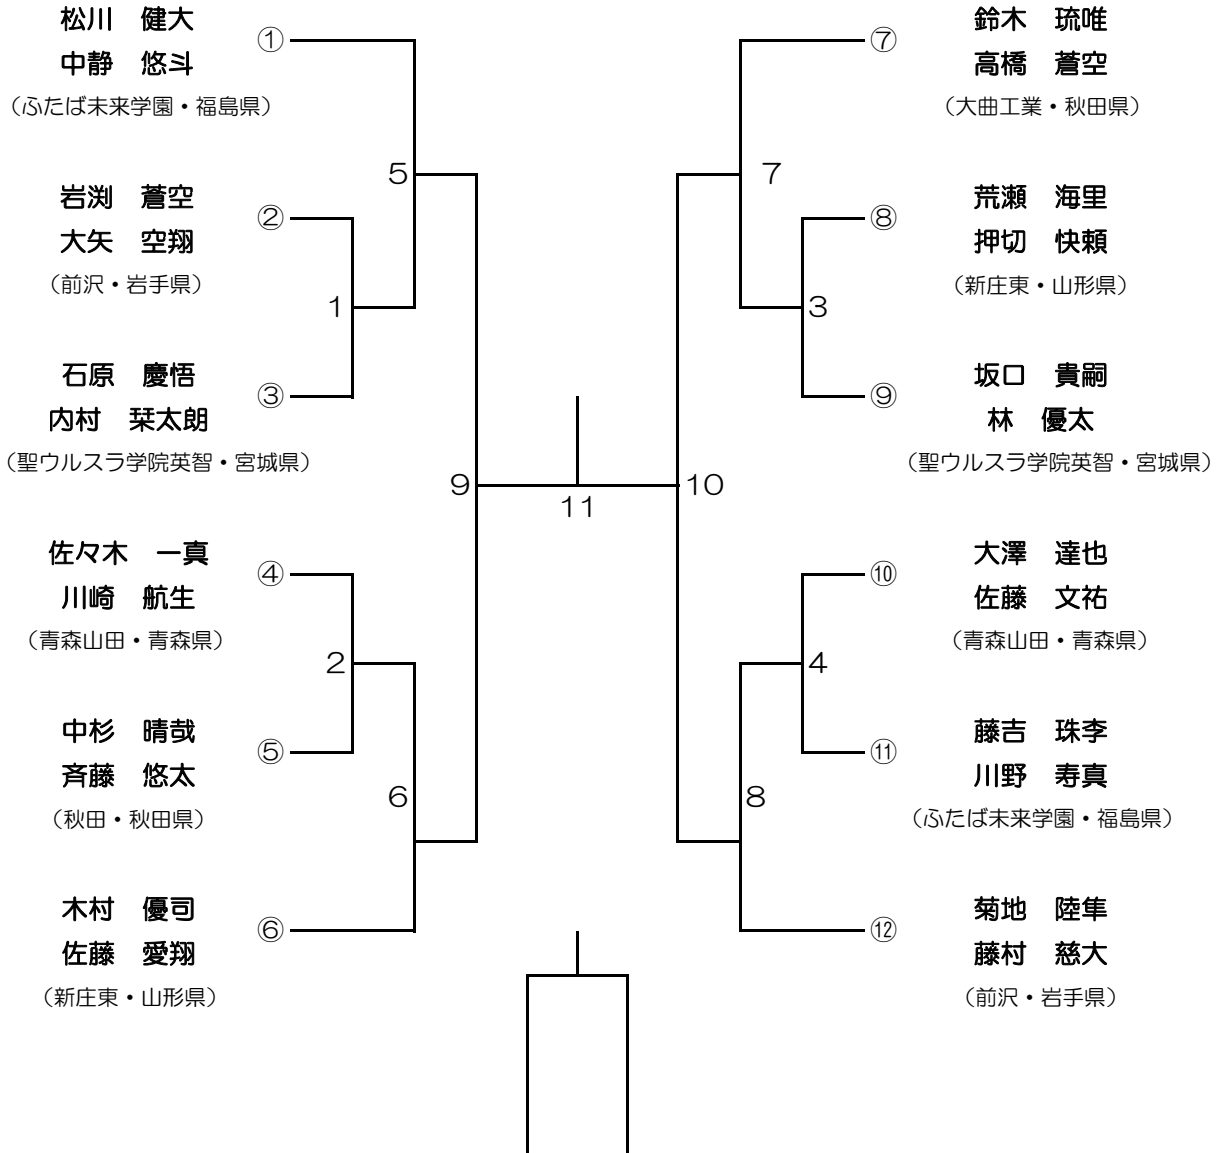 松川　健大
①
中静　悠斗
（ふたば未来学園・福島県）
5
岩渕　蒼空
②
大矢　空翔
（前沢・岩手県）
1
石原　慶悟
③
内村　栞太朗
（聖ウルスラ学院英智・宮城県）
9
佐々木　一真
④
川崎　航生
（青森山田・青森県）
2
中杉　晴哉
⑤
斉藤　悠太
（秋田・秋田県）
6
木村　優司
⑥
佐藤　愛翔
（新庄東・山形県）
11
鈴木　琉唯
⑦
高橋　蒼空
（大曲工業・秋田県）
7
荒瀬　海里
⑧
押切　快頼
（新庄東・山形県）
3
坂口　貴嗣
⑨
林　優太
（聖ウルスラ学院英智・宮城県）
10
大澤　達也
⑩
佐藤　文祐
（青森山田・青森県）
4
藤吉　珠李
⑪
川野　寿真
（ふたば未来学園・福島県）
8
菊地　陸隼
⑫
藤村　慈大
（前沢・岩手県）